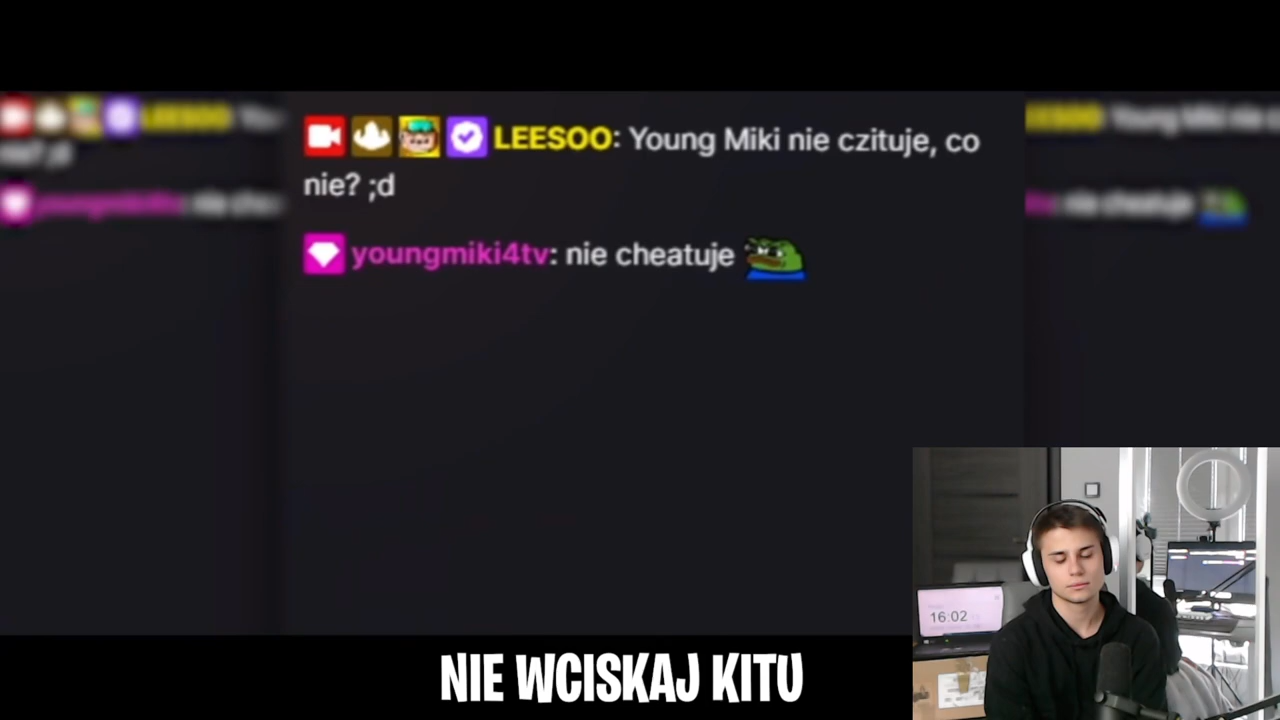 LEESOO: Young Miki nie czituje, co
nie? ;d
youngmiki4tv: nie cheatuje
16:02
NIE WCISKAJ KITU